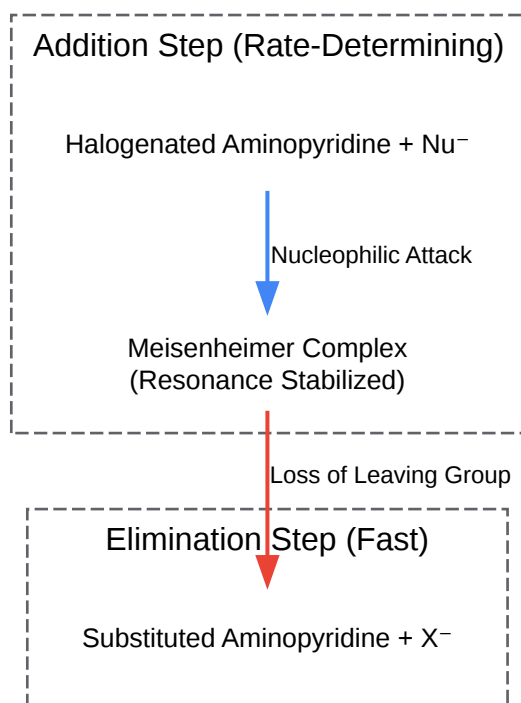 Addition Step (Rate-Determining)
Halogenated Aminopyridine + Nu⁻
Nucleophilic Attack
Meisenheimer Complex
(Resonance Stabilized)
Loss of Leaving Group
Elimination Step (Fast)
Substituted Aminopyridine + X⁻